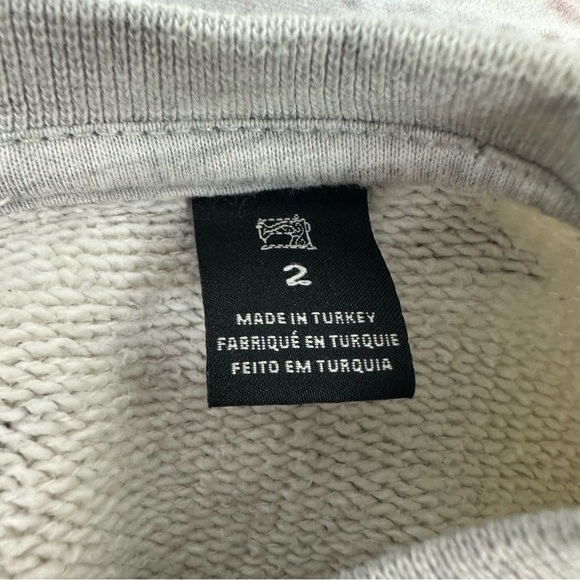 2
MADE IN TURKEY
FABRIQUÉ EN TURQUIE
FEITO EM TURQUIA